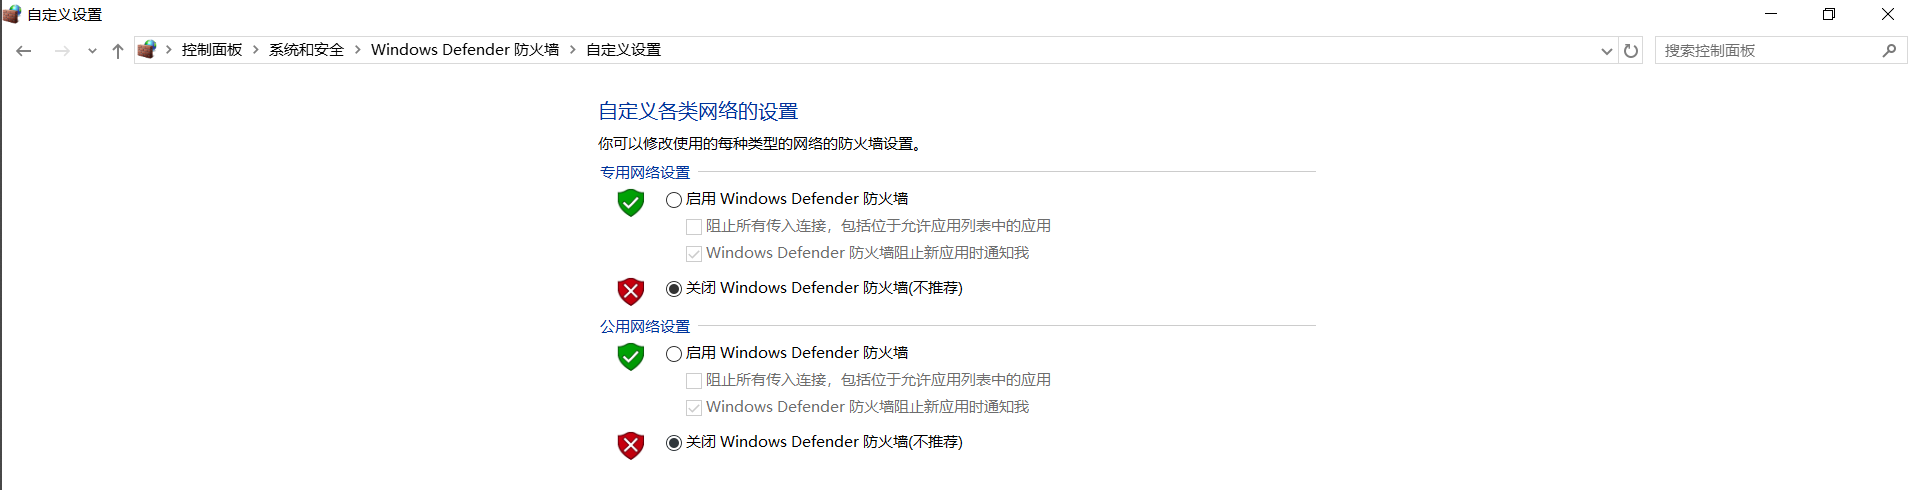 自定义设置
控制面板 系统和安全 Windows Defender 防火墙 自定义设置 搜索控制面板
自定义各类网络的设置
你可以修改使用的每种类型的网络的防火墙设置。
专用网络设置
启用 Windows Defender 防火墙
阻止所有传入连接，包括位于允许应用列表中的应用
Windows Defender 防火墙阻止新应用时通知我
关闭 Windows Defender 防火墙(不推荐)
公用网络设置
启用 Windows Defender 防火墙
阻止所有传入连接，包括位于允许应用列表中的应用
Windows Defender 防火墙阻止新应用时通知我
关闭 Windows Defender 防火墙(不推荐)